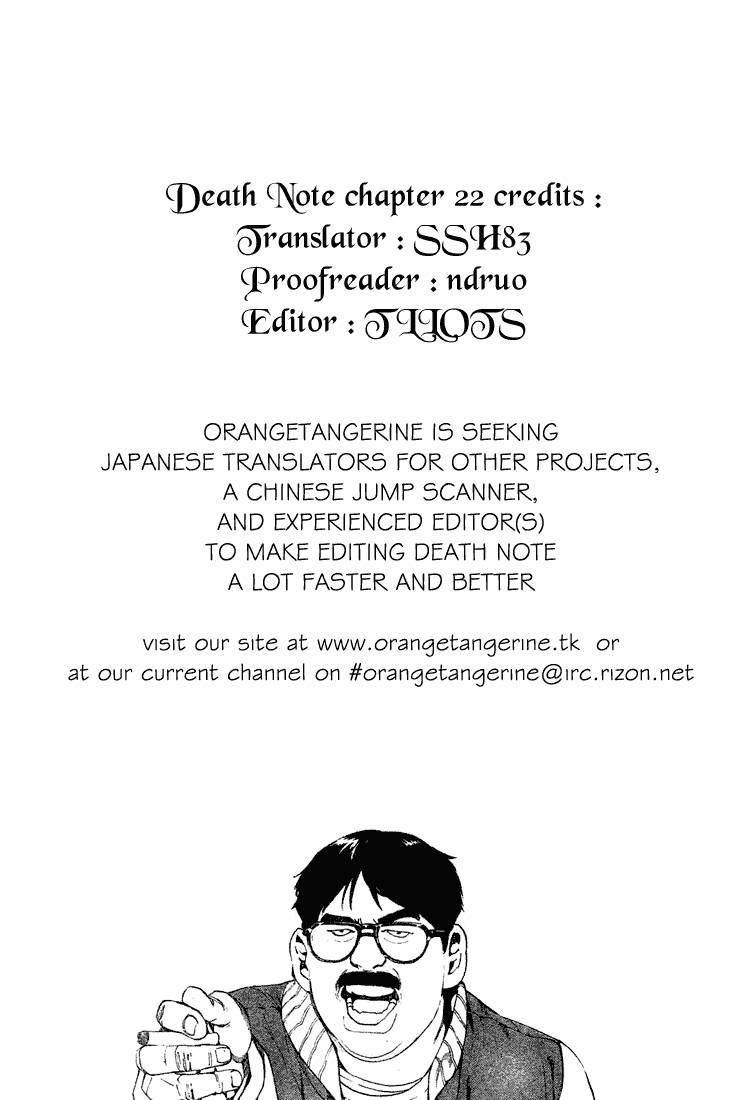 Death Note chapter 22 credits :
Translator : SSH83
Proofreader : ndruo
Editor : TLLOTS
ORANGETANGERINE IS SEEKING
JAPANESE TRANSLATORS FOR OTHER PROJECTS,
A CHINESE JUMP SCANNER,
AND EXPERIENCED EDITOR(S)
TO MAKE EDITING DEATH NOTE
A LOT FASTER AND BETTER
visit our site at www.orangetangerine.tk or
at our current channel on #orangetangerine@irc.rizon.net